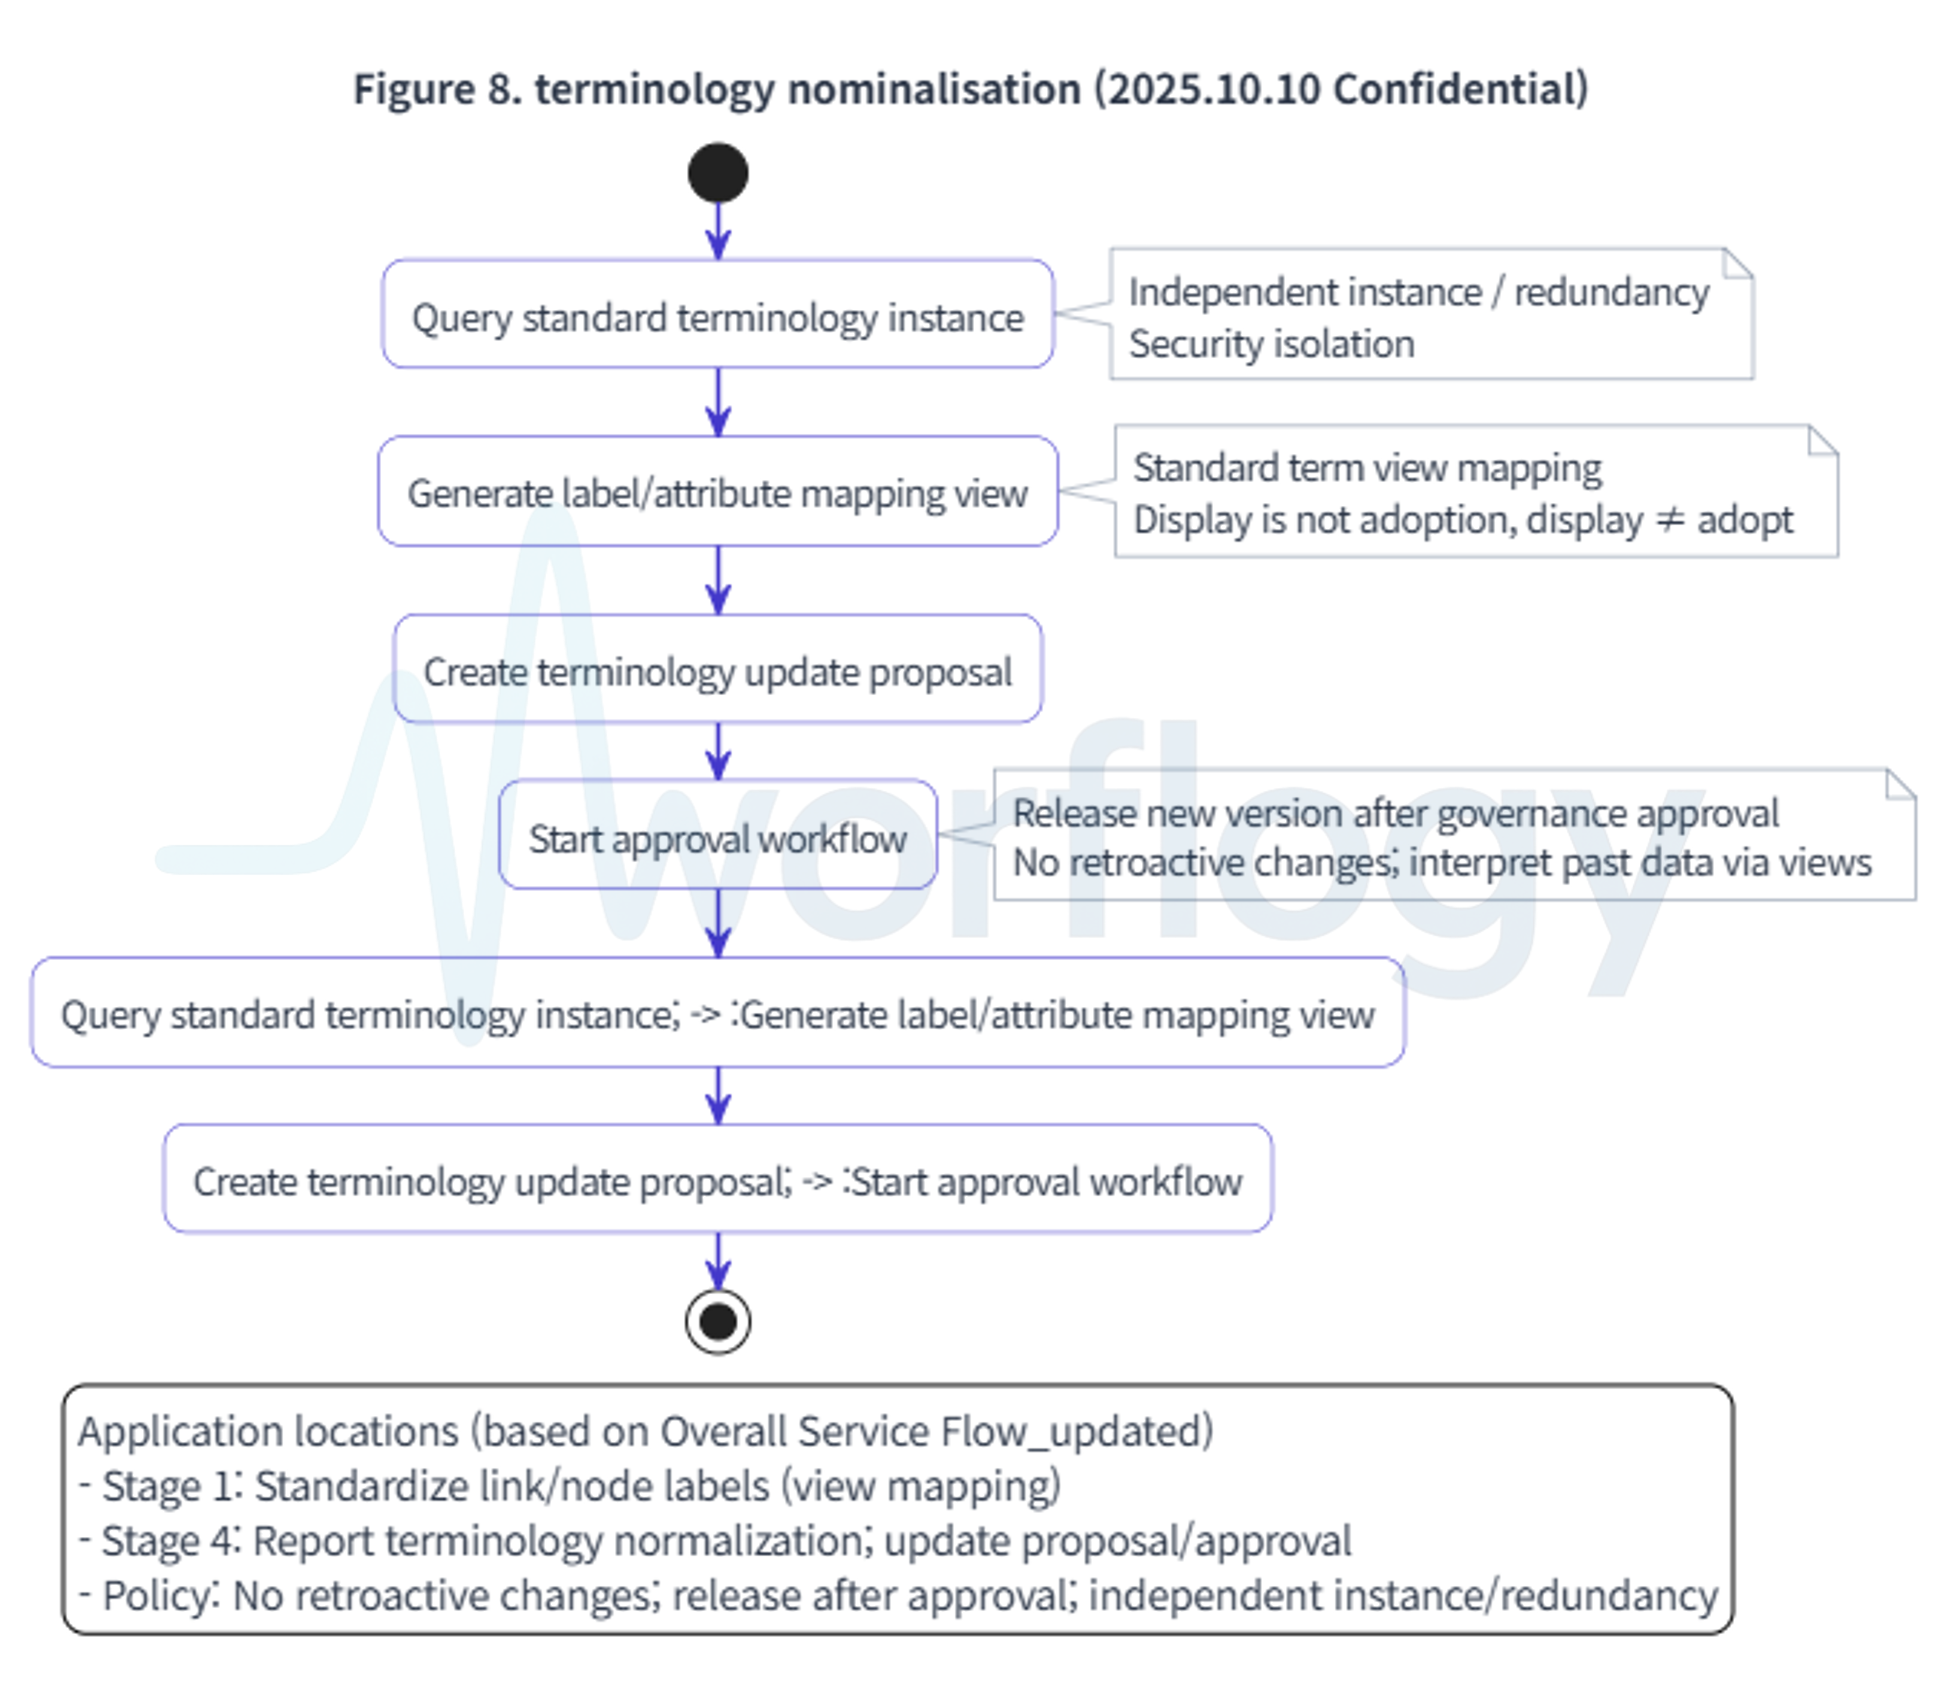 Figure 8. terminology nominalisation (2025.10.10 Confidential)
Query standard terminology instance
Independent instance / redundancy
Security isolation
Generate label/attribute mapping view
Standard term view mapping
Display is not adoption, display ≠ adopt
Create terminology update proposal
Start approval workflow
Release new version after governance approval
No retroactive changes; interpret past data via views
worflogy
Query standard terminology instance; -> :Generate label/attribute mapping view
Create terminology update proposal; -> :Start approval workflow
Application locations (based on Overall Service Flow_updated)
- Stage 1: Standardize link/node labels (view mapping)
- Stage 4: Report terminology normalization; update proposal/approval
- Policy: No retroactive changes; release after approval; independent instance/redundancy